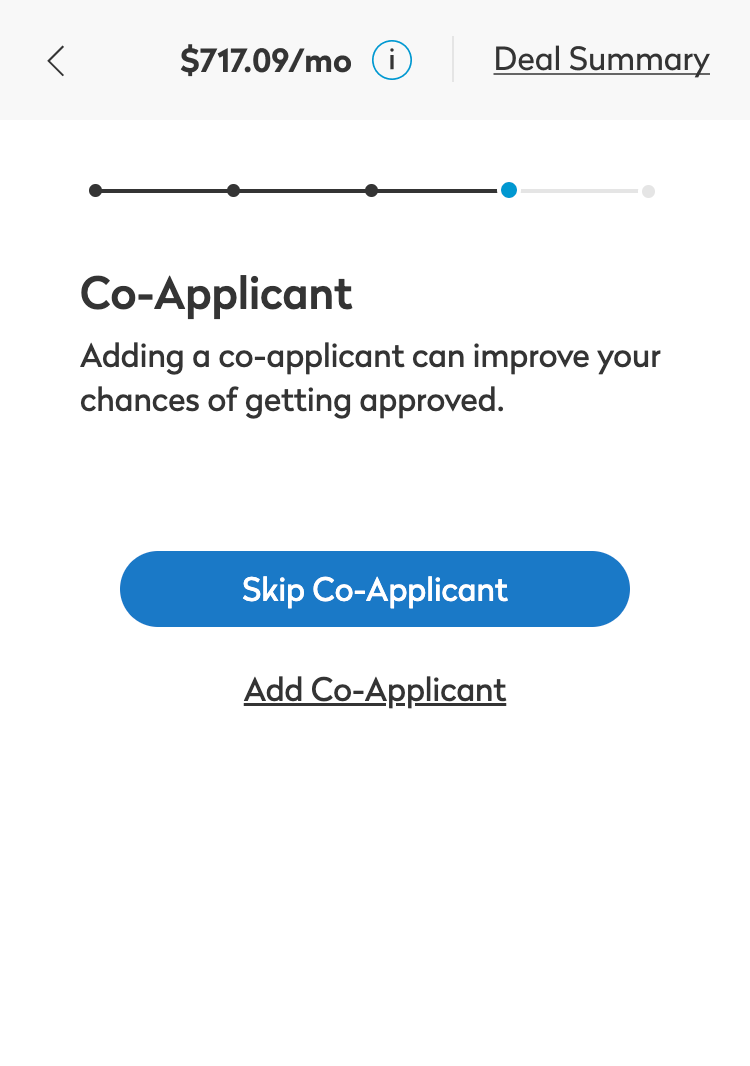 $717.09/mo i Deal Summary
Co-Applicant
Adding a co-applicant can improve your
chances of getting approved.
Skip Co-Applicant
Add Co-Applicant